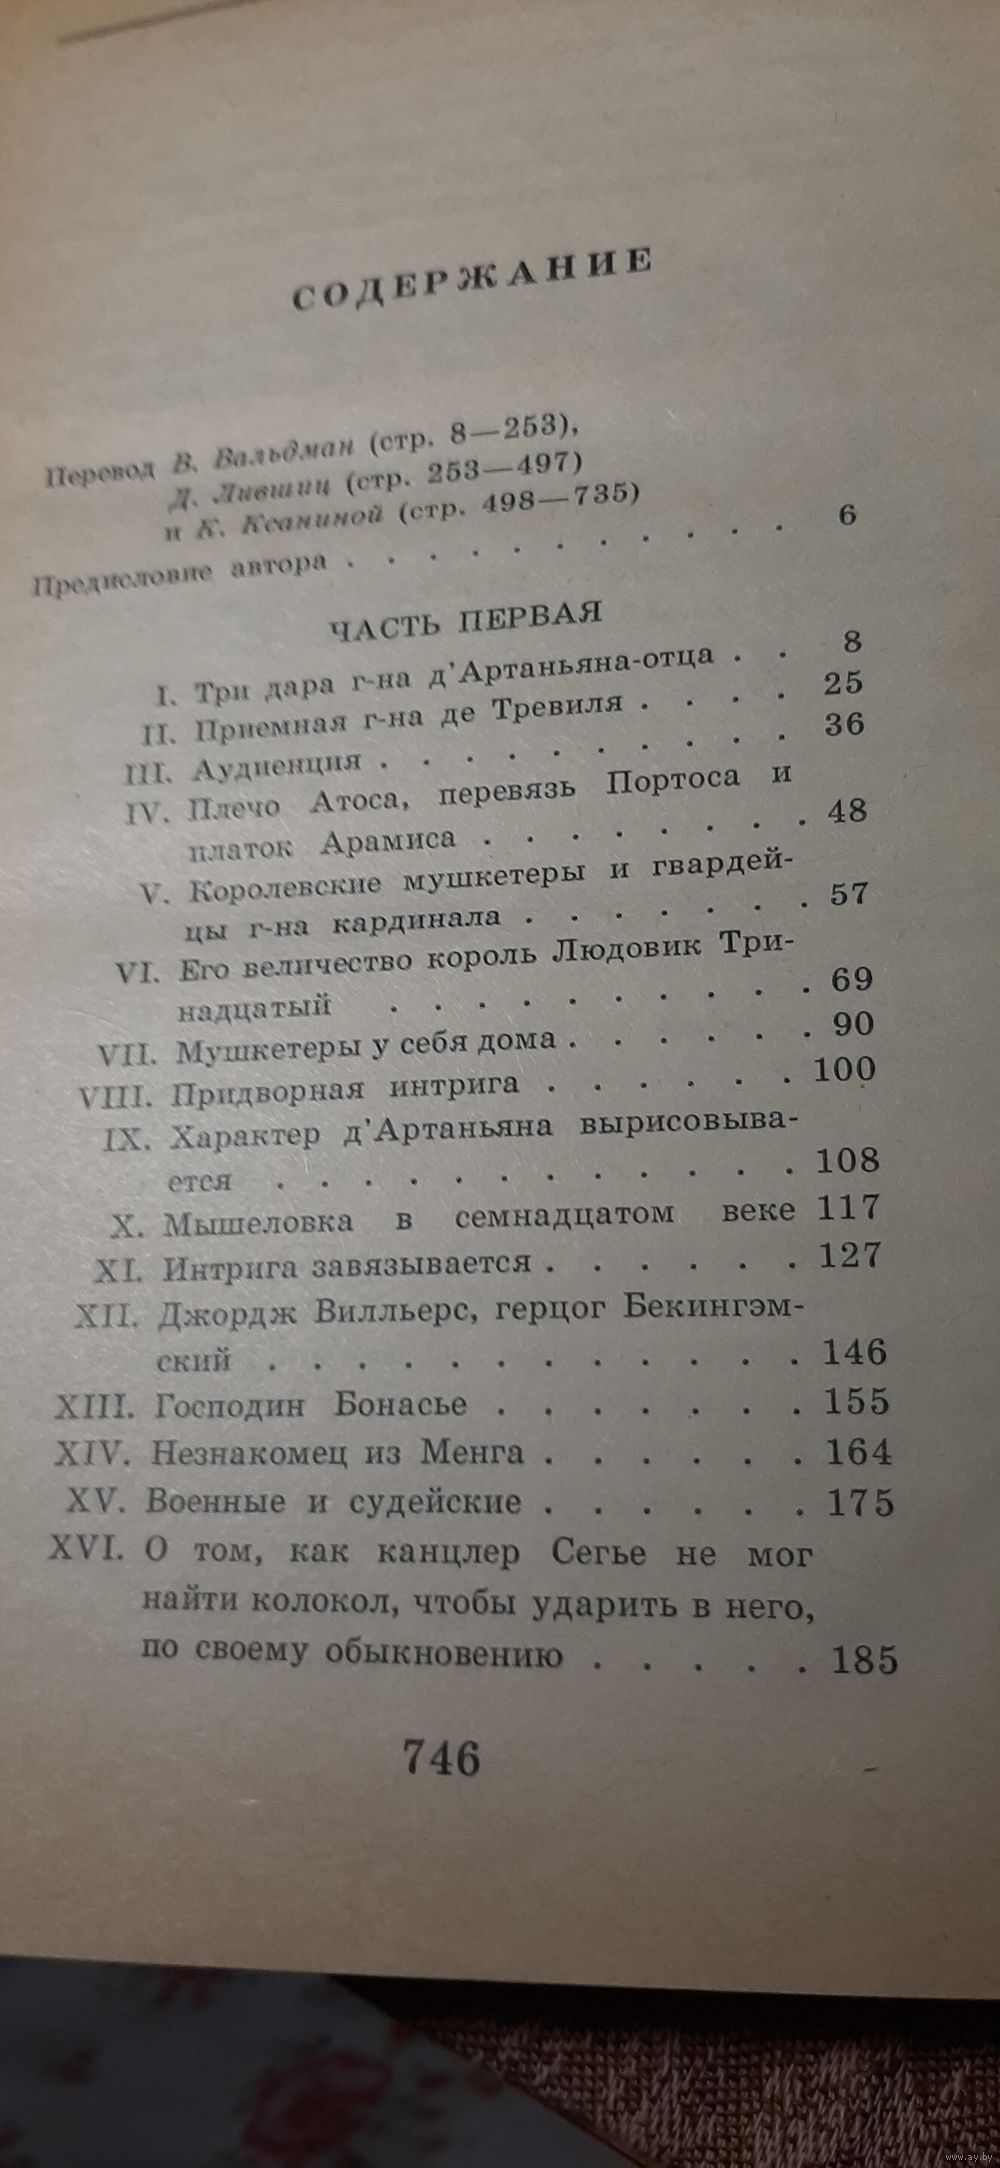 СОДЕРЖАНИЕ
Перевод В. Вальдман (стр. 8—253),
Д. Лившиц (стр. 253—497)
и К. Ксаниной (стр. 498—735)
Предисловие автора . . . . . . . . . . . 6
ЧАСТЬ ПЕРВАЯ
I. Три дара г-на д'Артаньяна-отца . . 8
II. Приемная г-на де Тревиля . . . . 25
III. Аудиенция . . . . . . . . . . 36
IV. Плечо Атоса, перевязь Портоса и
платок Арамиса . . . . . . . . 48
V. Королевские мушкетеры и гвардей-
цы г-на кардинала . . . . . . . 57
VI. Его величество король Людовик Три-
надцатый . . . . . . . . . . 69
VII. Мушкетеры у себя дома . . . . . . 90
VIII. Придворная интрига . . . . . . 100
IX. Характер д'Артаньяна вырисовыва-
ется . . . . . . . . . . . . 108
X. Мышеловка в семнадцатом веке 117
XI. Интрига завязывается . . . . . . 127
XII. Джордж Вилльерс, герцог Бекингэм-
ский . . . . . . . . . . . . 146
XIII. Господин Бонасье . . . . . . . 155
XIV. Незнакомец из Менга . . . . . . 164
XV. Военные и судейские . . . . . . 175
XVI. О том, как канцлер Сегье не мог
найти колокол, чтобы ударить в него,
по своему обыкновению . . . . . 185
746
www.ay.by